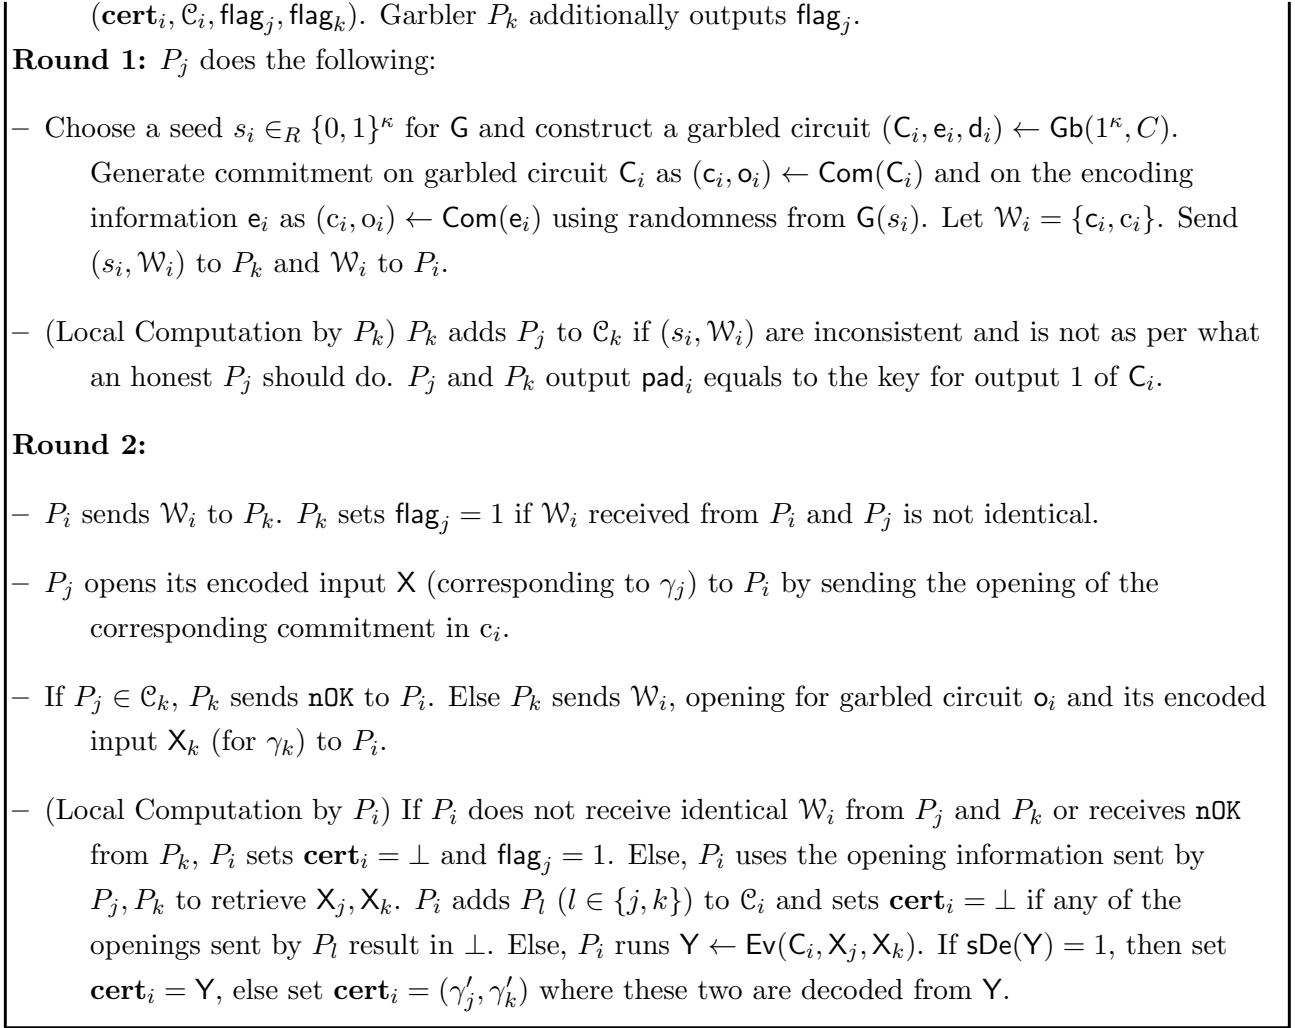 (cert_i, 𝒞_i, flag_j, flag_k). Garbler P_k additionally outputs flag_j.
Round 1: P_j does the following:
– Choose a seed s_i ∈_R {0, 1}^κ for G and construct a garbled circuit (C_i, e_i, d_i) ← Gb(1^κ, C).
Generate commitment on garbled circuit C_i as (c_i, o_i) ← Com(C_i) and on the encoding
information e_i as (c_i, o_i) ← Com(e_i) using randomness from G(s_i). Let 𝒲_i = {c_i, c_i}. Send
(s_i, 𝒲_i) to P_k and 𝒲_i to P_i.
– (Local Computation by P_k) P_k adds P_j to 𝒞_k if (s_i, 𝒲_i) are inconsistent and is not as per what
an honest P_j should do. P_j and P_k output pad_i equals to the key for output 1 of C_i.
Round 2:
– P_i sends 𝒲_i to P_k. P_k sets flag_j = 1 if 𝒲_i received from P_i and P_j is not identical.
– P_j opens its encoded input X (corresponding to γ_j) to P_i by sending the opening of the
corresponding commitment in c_i.
– If P_j ∈ 𝒞_k, P_k sends nOK to P_i. Else P_k sends 𝒲_i, opening for garbled circuit o_i and its encoded
input X_k (for γ_k) to P_i.
– (Local Computation by P_i) If P_i does not receive identical 𝒲_i from P_j and P_k or receives nOK
from P_k, P_i sets cert_i = ⊥ and flag_j = 1. Else, P_i uses the opening information sent by
P_j, P_k to retrieve X_j, X_k. P_i adds P_l (l ∈ {j, k}) to 𝒞_i and sets cert_i = ⊥ if any of the
openings sent by P_l result in ⊥. Else, P_i runs Y ← Ev(C_i, X_j, X_k). If sDe(Y) = 1, then set
cert_i = Y, else set cert_i = (γ′_j, γ′_k) where these two are decoded from Y.